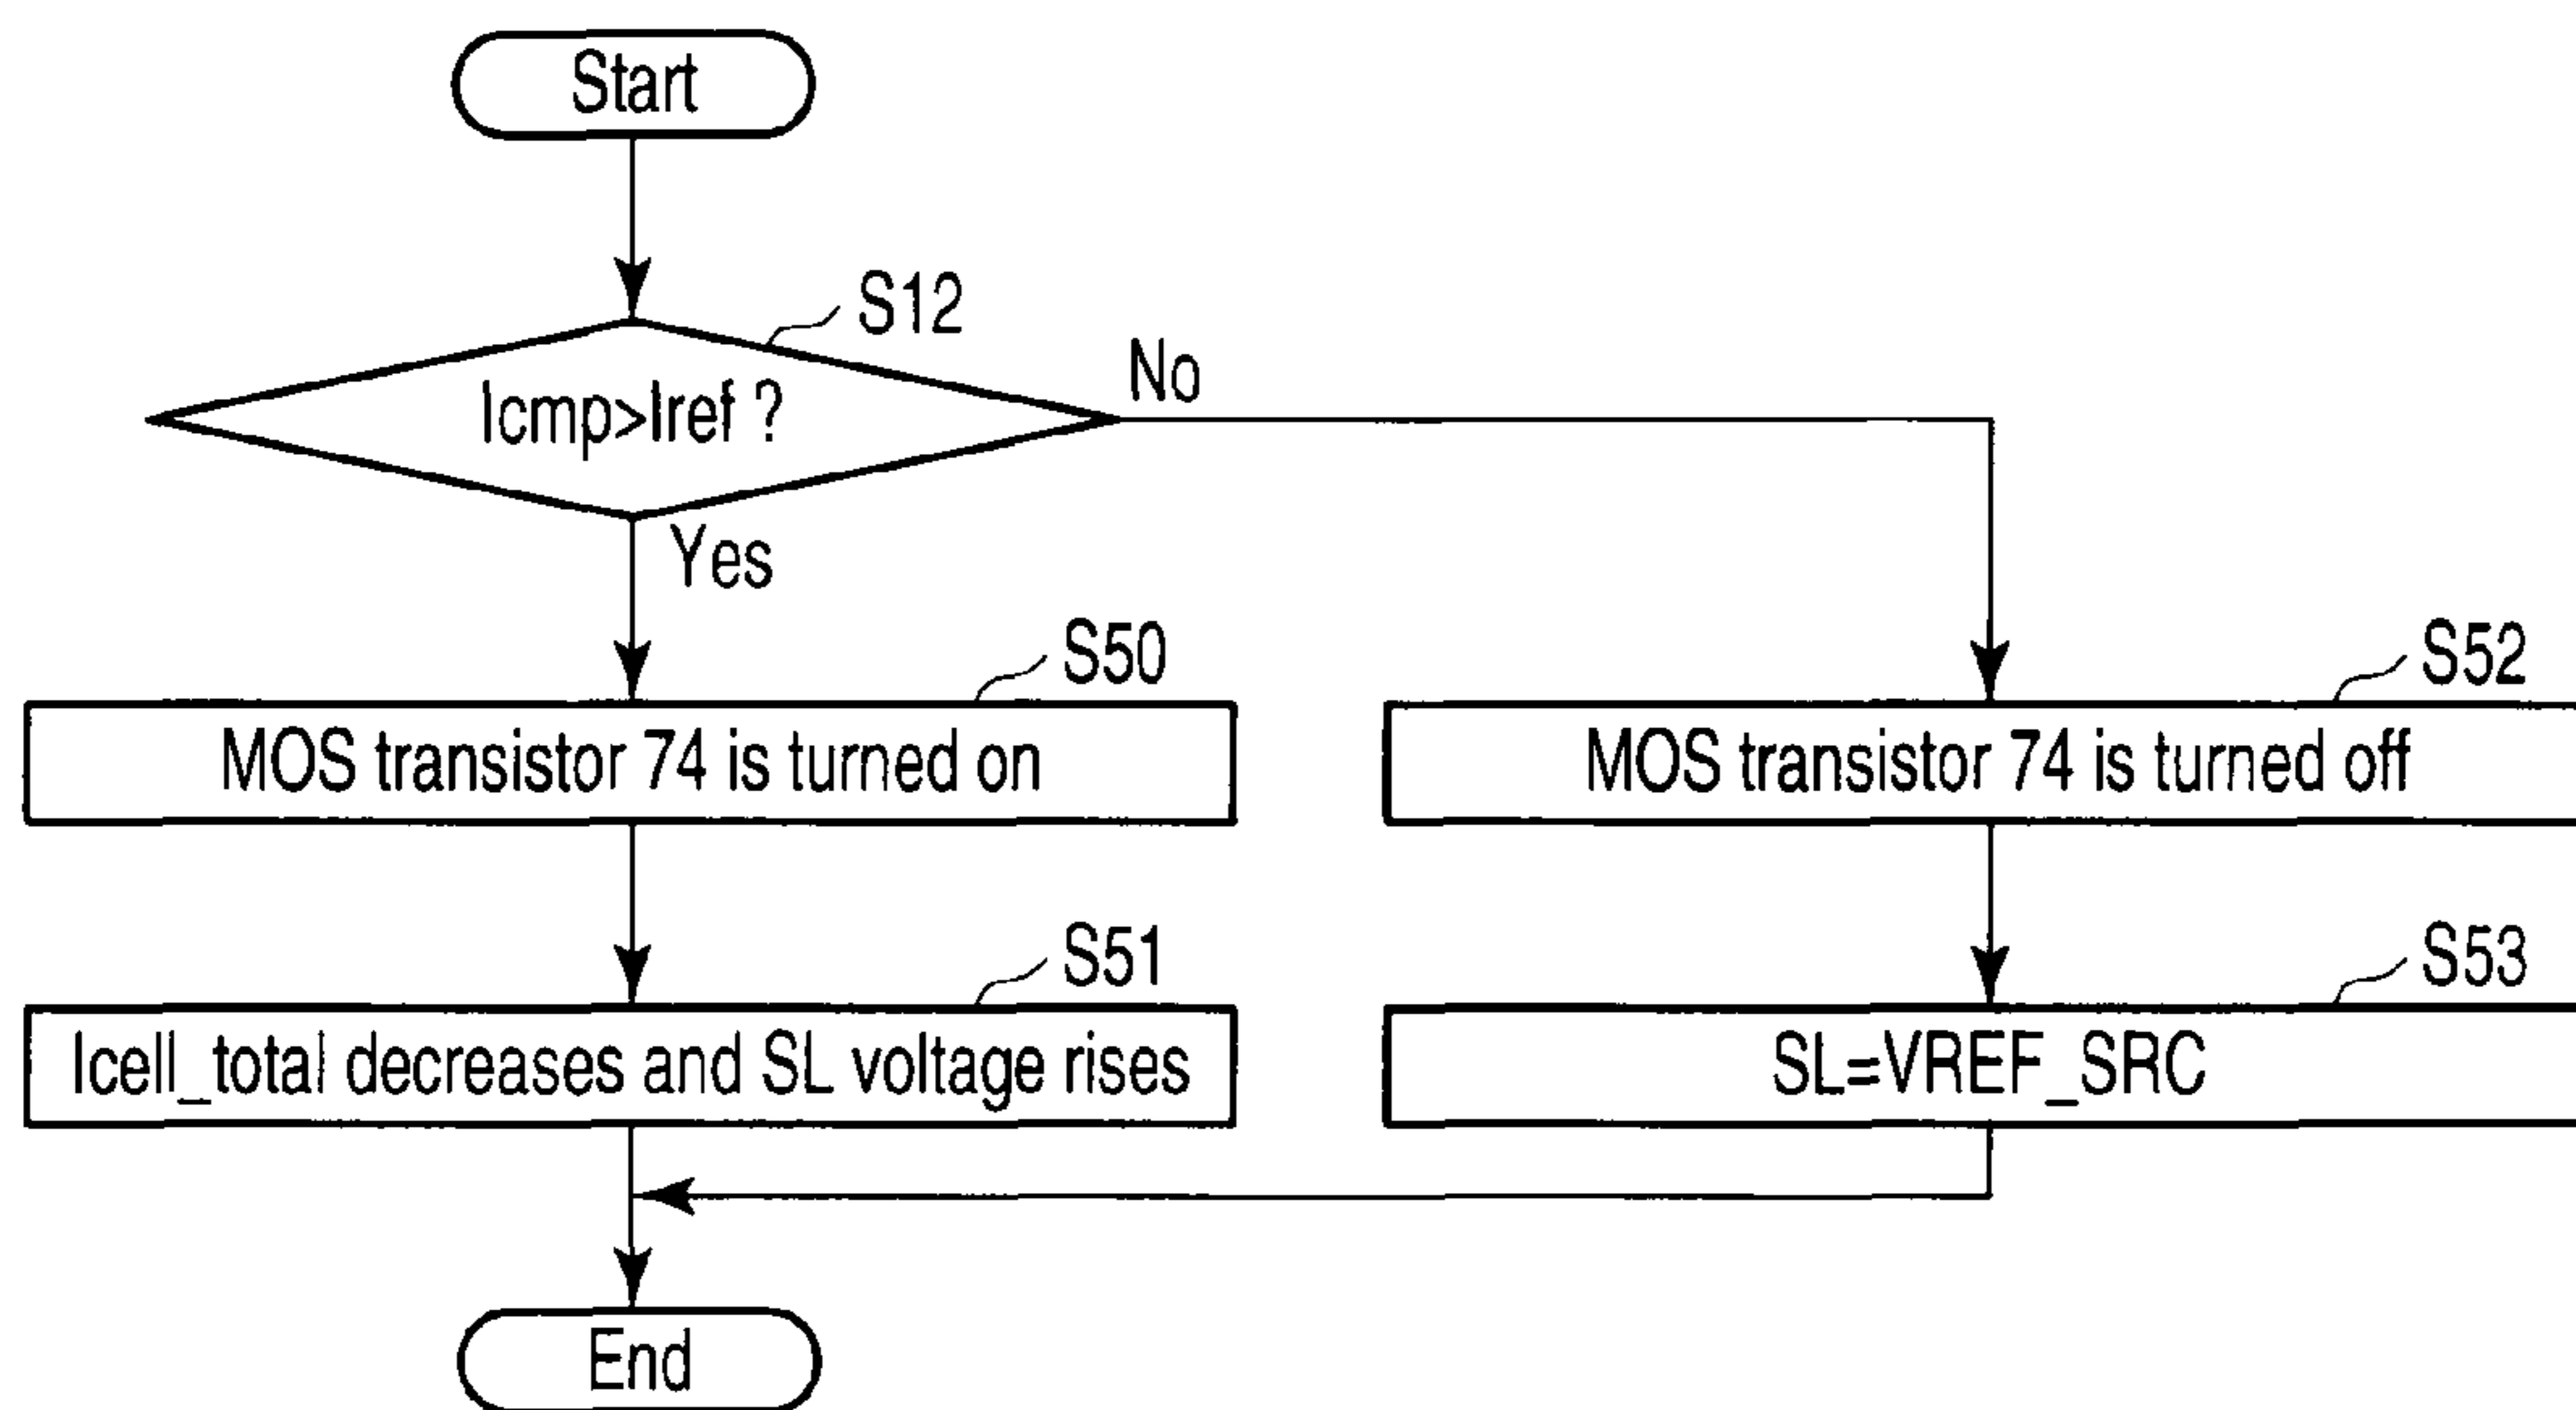 Start
S12
Icmp>Iref ?
No
Yes
S50
MOS transistor 74 is turned on
S52
MOS transistor 74 is turned off
S51
Icell_total decreases and SL voltage rises
S53
SL=VREF_SRC
End